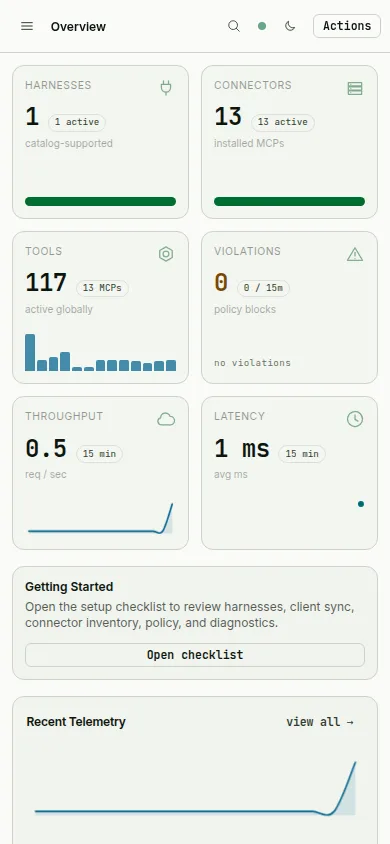 Overview
Actions
HARNESSES
1 1 active
catalog-supported
CONNECTORS
13 13 active
installed MCPs
TOOLS
117 13 MCPs
active globally
VIOLATIONS
0 0 / 15m
policy blocks
no violations
THROUGHPUT
0.5 15 min
req / sec
LATENCY
1 ms 15 min
avg ms
Getting Started
Open the setup checklist to review harnesses, client sync,
connector inventory, policy, and diagnostics.
Open checklist
Recent Telemetry
view all →